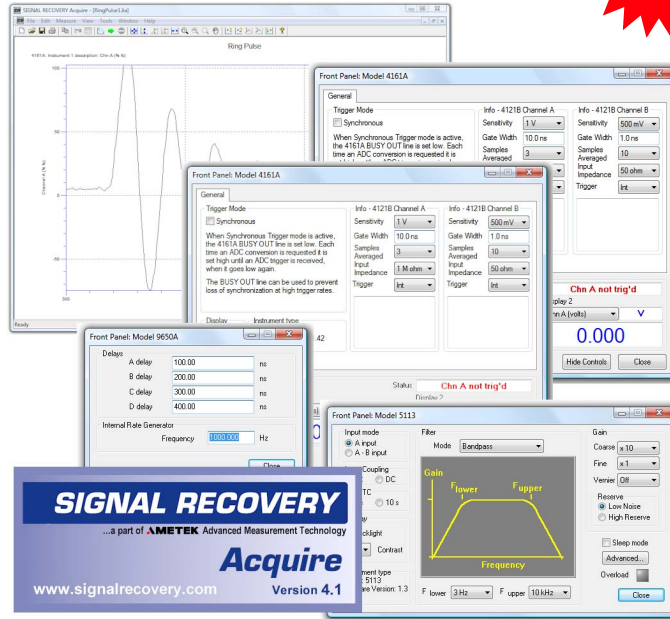 SIGNAL RECOVERY Acquire - [RingPulse1.ke]
File Edit Measure View Tools Window Help
Ring Pulse
4161A: Instrument 1 description: Chn A (% fs)
100
50
0
-50
Channel A (% fs)
300
Ready
Front Panel: Model 4161A
General
Trigger Mode
Synchronous
When Synchronous Trigger mode is active,
the 4161A BUSY OUT line is set low. Each
time an ADC conversion is requested it is
Info - 4121B Channel A
Sensitivity 1 V
Gate Width 10.0 ns
Samples Averaged 3
Info - 4121B Channel B
Sensitivity 500 mV
Gate Width 1.0 ns
Samples Averaged 10
Input Impedance 50 ohm
Trigger Int
Chn A not trig'd
splay 2
hn A (volts) V
0.000
Hide Controls Close
Front Panel: Model 4161A
General
Trigger Mode
Synchronous
When Synchronous Trigger mode is active,
the 4161A BUSY OUT line is set low. Each
time an ADC conversion is requested it is
set high until an ADC trigger is received,
when it goes low again.
The BUSY OUT line can be used to prevent
loss of synchronization at high trigger rates.
Info - 4121B Channel A
Sensitivity 1 V
Gate Width 10.0 ns
Samples Averaged 3
Input Impedance 1 M ohm
Trigger Int
Info - 4121B Channel B
Sensitivity 500 mV
Gate Width 1.0 ns
Samples Averaged 10
Input Impedance 50 ohm
Trigger Int
Display Instrument type
.42
Status Chn A not trig'd
Display 2
Front Panel: Model 9650A
Delays
A delay 100.00 ns
B delay 200.00 ns
C delay 300.00 ns
D delay 400.00 ns
Internal Rate Generator
Frequency 1000.000 Hz
Close
Front Panel: Model 5113
Input mode
A input
A - B input
Coupling
DC
TC
10 s
cklight
Contrast
ment type
: 5113
are Version: 1.3
Filter
Mode Bandpass
Gain
F lower
F upper
Frequency
F lower 3 Hz F upper 10 kHz
Gain
Coarse x 10
Fine x 1
Vernier Off
Reserve
Low Noise
High Reserve
Sleep mode
Advanced...
Overload
Close
SIGNAL RECOVERY
...a part of AMETEK Advanced Measurement Technology
Acquire
www.signalrecovery.com Version 4.1